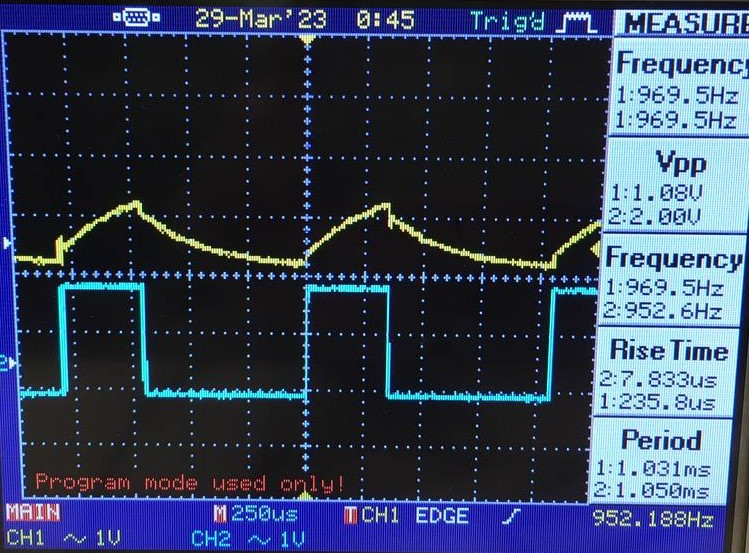 29-Mar'23 0:45 Trig'd
MEASURE
Frequency
1:969.5Hz
1:969.5Hz
Vpp
1:1.08V
2:2.00V
Frequency
1:969.5Hz
2:952.6Hz
Rise Time
2:7.833us
1:235.8us
Period
1:1.031ms
2:1.050ms
2
Program mode used only!
MAIN M 250us T CH1 EDGE 952.188Hz
CH1 ~ 1V CH2 ~ 1V